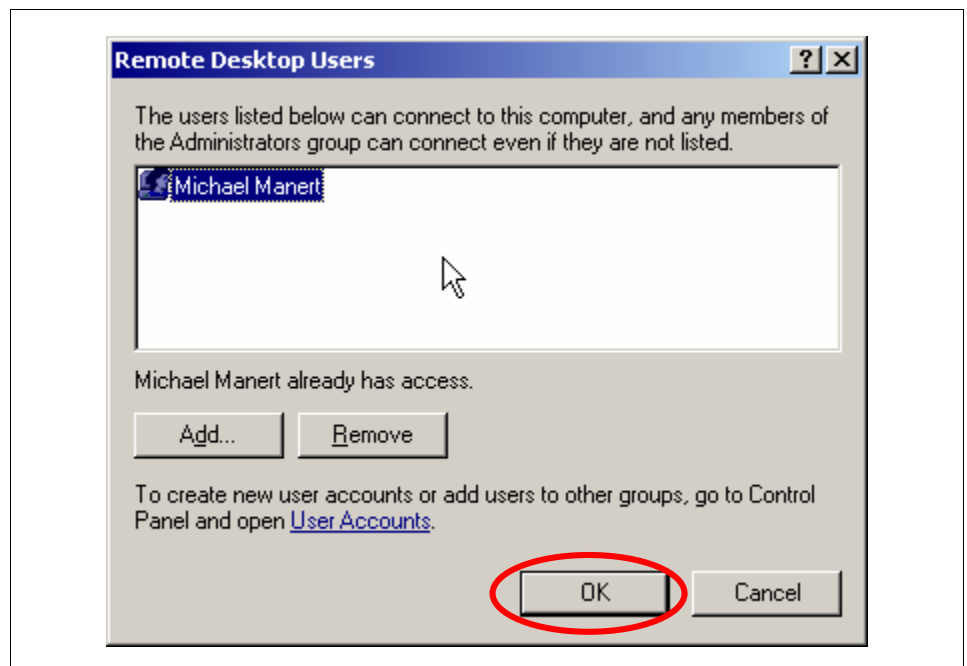 Remote Desktop Users
The users listed below can connect to this computer, and any members of
the Administrators group can connect even if they are not listed.
Michael Manert
Michael Manert already has access.
Add... Remove
To create new user accounts or add users to other groups, go to Control
Panel and open User Accounts.
OK Cancel